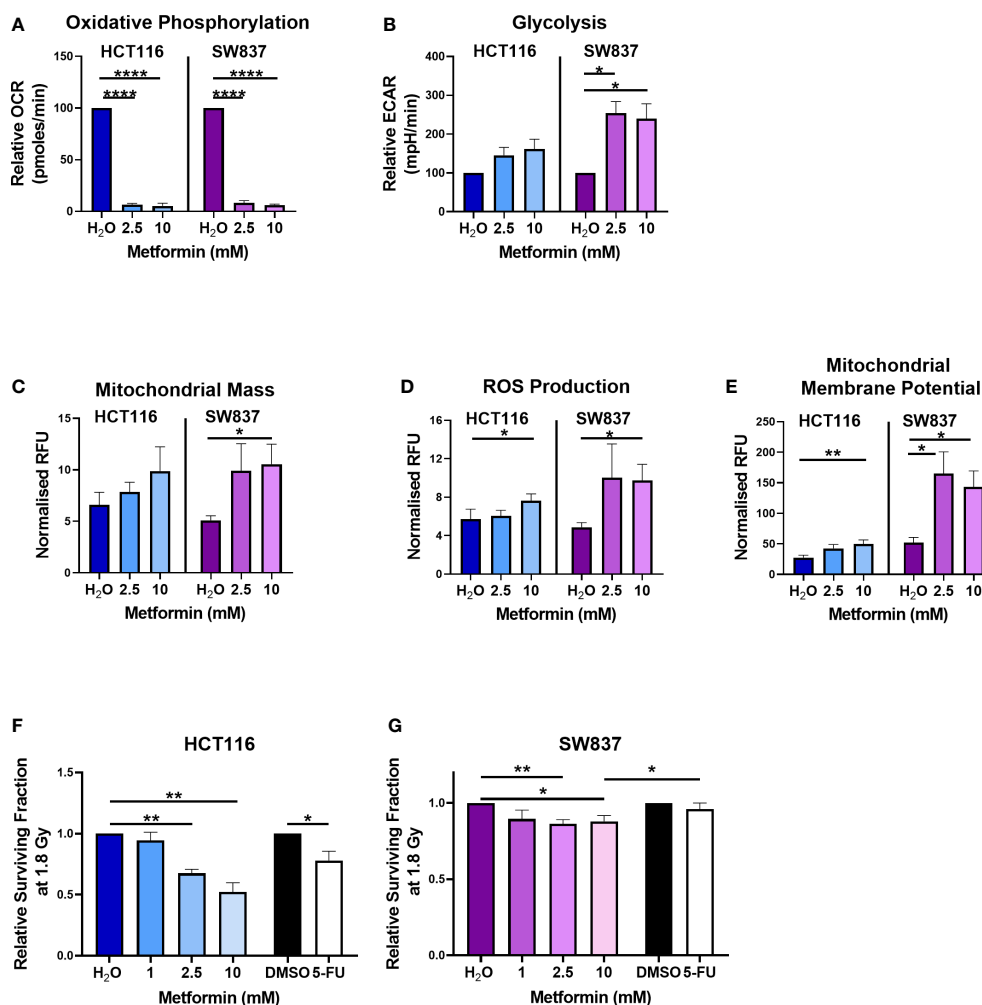 A
Oxidative Phosphorylation
HCT116 SW837
Relative OCR
(pmoles/min)
150
100
50
0
**** ****
**** ****
H₂O 2.5 10 H₂O 2.5 10
Metformin (mM)
B
Glycolysis
HCT116 SW837
Relative ECAR
(mpH/min)
400
300
200
100
0
*
*
H₂O 2.5 10 H₂O 2.5 10
Metformin (mM)
C
Mitochondrial Mass
HCT116 SW837
Normalised RFU
15
10
5
0
*
H₂O 2.5 10 H₂O 2.5 10
Metformin (mM)
D
ROS Production
HCT116 SW837
Normalised RFU
16
12
8
4
0
* *
H₂O 2.5 10 H₂O 2.5 10
Metformin (mM)
E
Mitochondrial
Membrane Potential
HCT116 SW837
Normalised RFU
250
200
150
100
50
0
*
** *
H₂O 2.5 10 H₂O 2.5 10
Metformin (mM)
F
HCT116
Relative Surviving Fraction
at 1.8 Gy
1.5
1.0
0.5
0.0
**
** *
H₂O 1 2.5 10 DMSO 5-FU
Metformin (mM)
G
SW837
Relative Surviving Fraction
at 1.8 Gy
1.0
0.5
0.0
** *
*
H₂O 1 2.5 10 DMSO 5-FU
Metformin (mM)